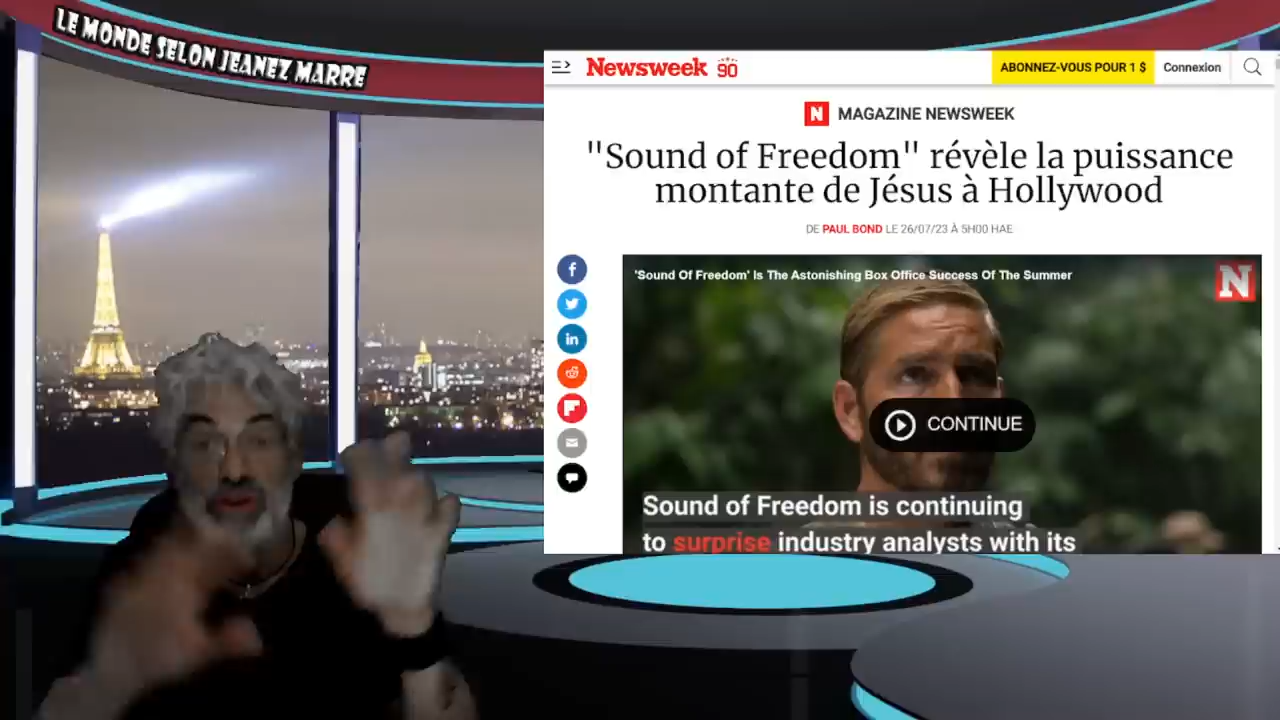 LE MONDE SELON JEANEZ MARRE
Newsweek 90
ABONNEZ-VOUS POUR 1 $
Connexion
N MAGAZINE NEWSWEEK
"Sound of Freedom" révèle la puissance
montante de Jésus à Hollywood
DE PAUL BOND LE 26/07/23 À 5H00 HAE
'Sound Of Freedom' Is The Astonishing Box Office Success Of The Summer
N
CONTINUE
Sound of Freedom is continuing
to surprise industry analysts with its